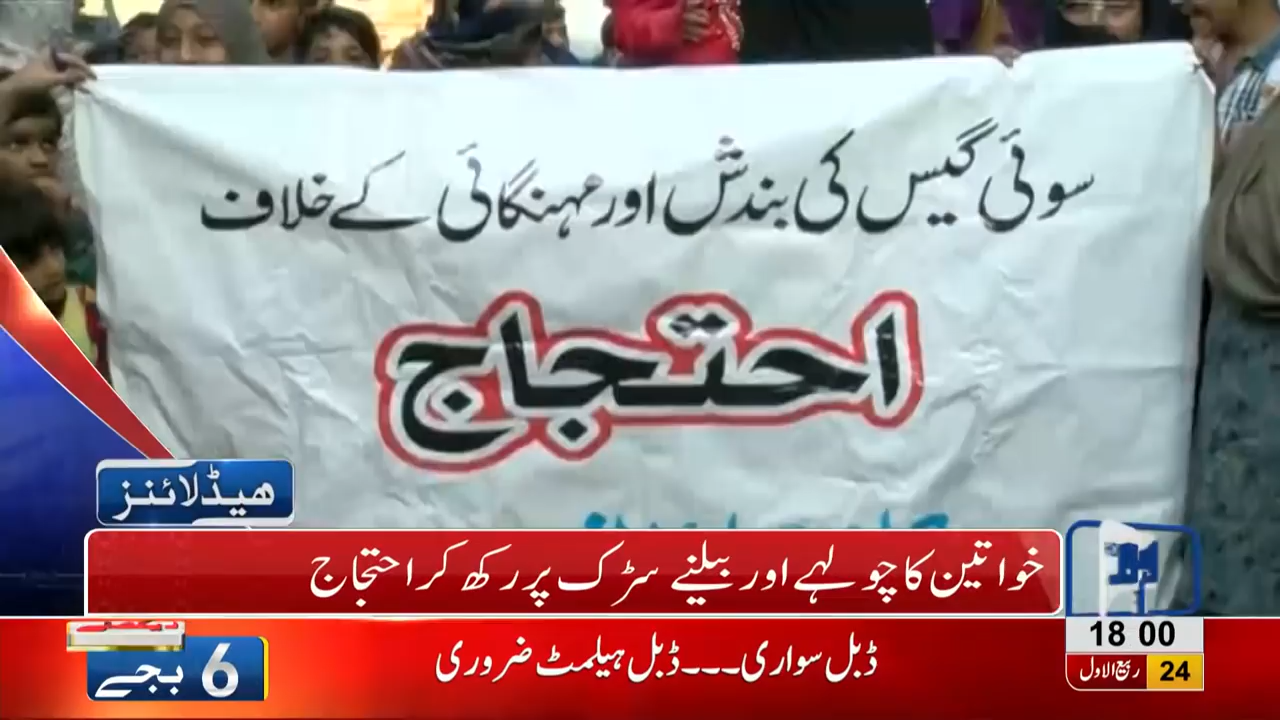 سوئی گیس کی بندش اور مہنگائی کے خلاف
احتجاج
ھیڈلائنز
خواتین کا چولہے اور بیلنے سڑک پر رکھ کر احتجاج
18 00
6 بجے
ڈبل سواری۔۔۔ڈبل ہیلمٹ ضروری
24 ربیع الاول